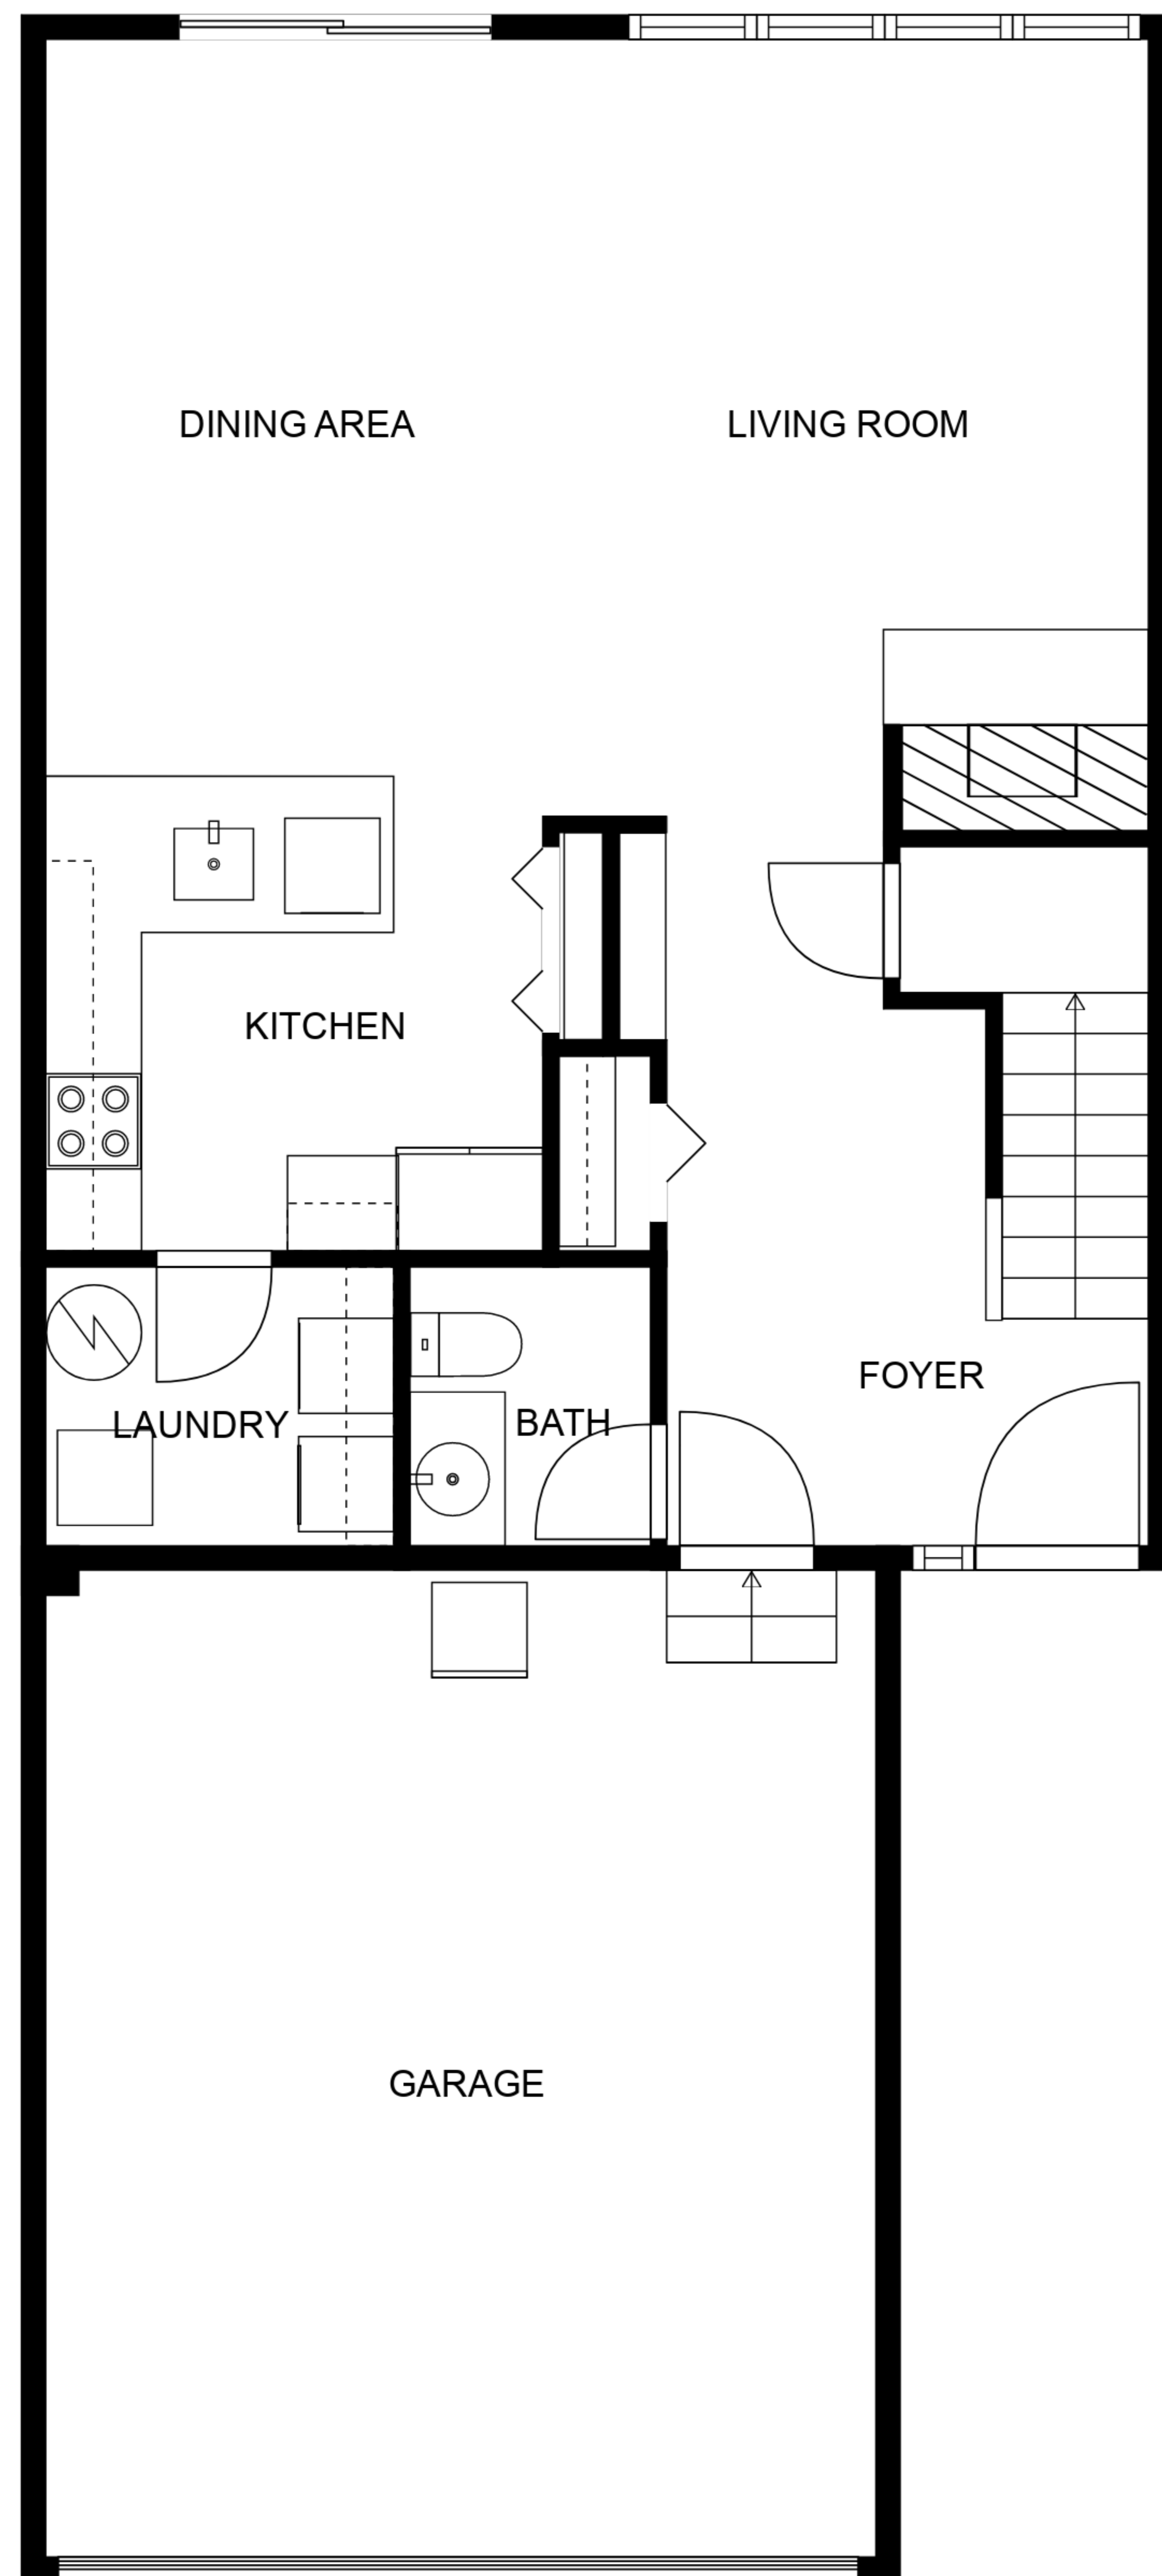 DINING AREA
LIVING ROOM
KITCHEN
FOYER
LAUNDRY
BATH
GARAGE